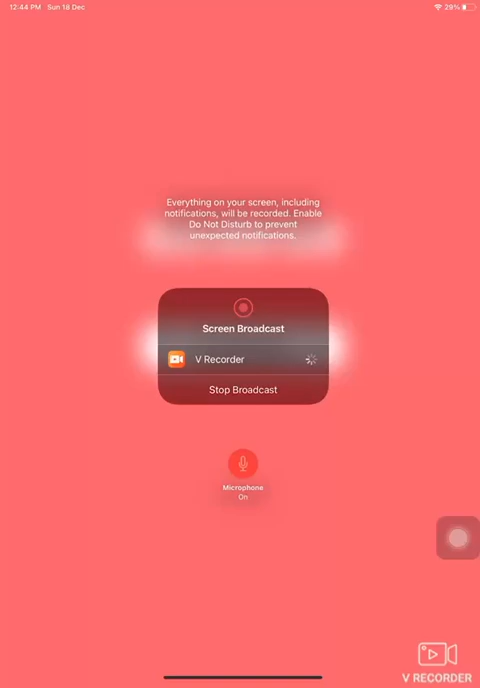 12:44 PM Sun 18 Dec
29%
Everything on your screen, including
notifications, will be recorded. Enable
Do Not Disturb to prevent
unexpected notifications.
Screen Broadcast
V Recorder
Stop Broadcast
Microphone
On
V RECORDER